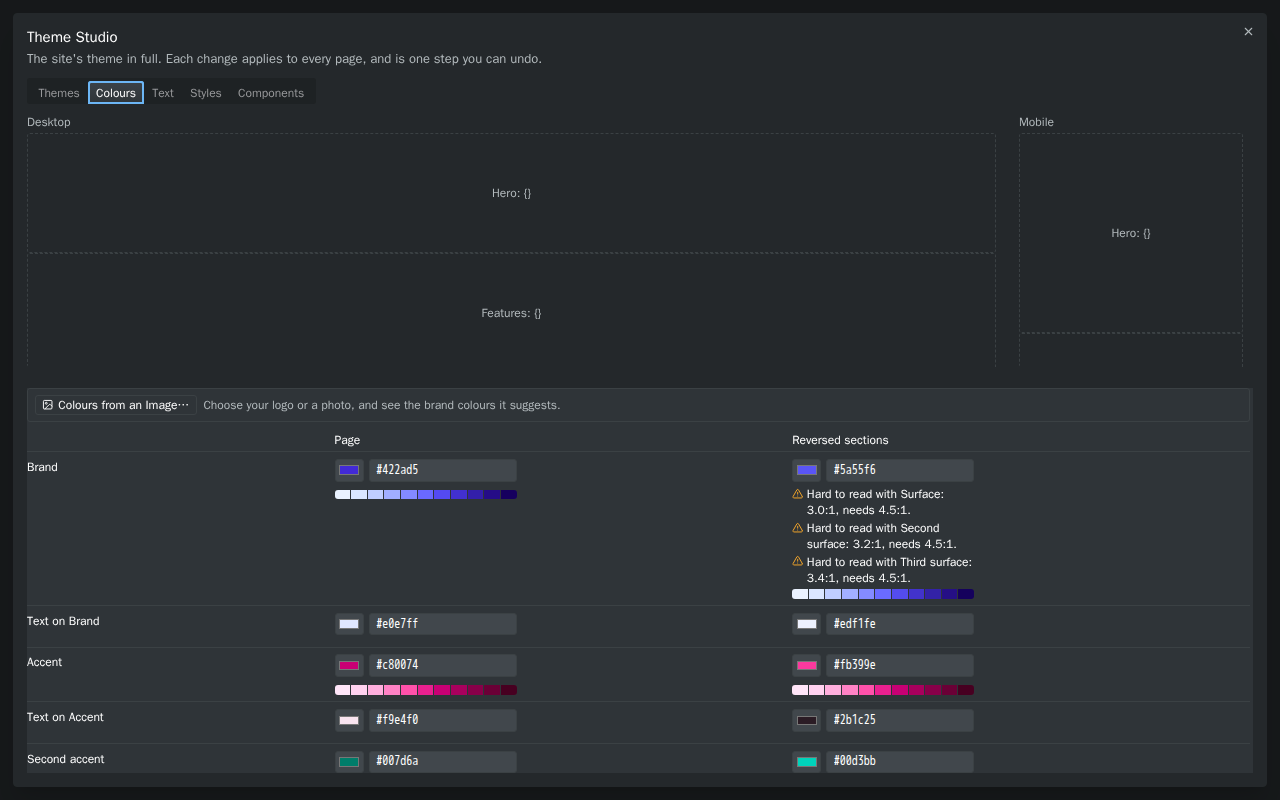 Theme Studio
The site's theme in full. Each change applies to every page, and is one step you can undo.
Themes
Colours
Text
Styles
Components
Desktop
Mobile
Hero: {}
Hero: {}
Features: {}
Colours from an Image…
Choose your logo or a photo, and see the brand colours it suggests.
Page
Reversed sections
Brand
#422ad5
#5a55f6
Hard to read with Surface:
3.0:1, needs 4.5:1.
Hard to read with Second
surface: 3.2:1, needs 4.5:1.
Hard to read with Third surface:
3.4:1, needs 4.5:1.
Text on Brand
#e0e7ff
#edf1fe
Accent
#c80074
#fb399e
Text on Accent
#f9e4f0
#2b1c25
Second accent
#007d6a
#00d3bb